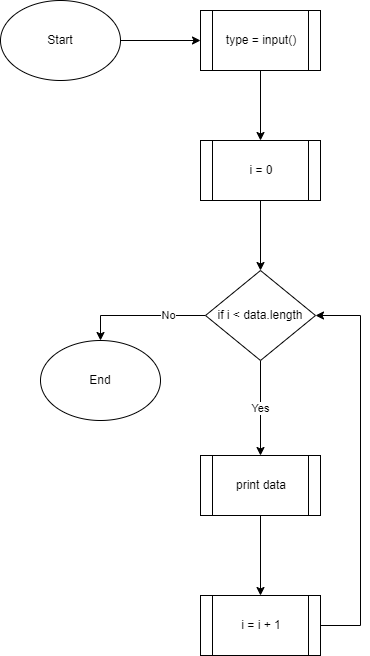 Start
type = input()
i = 0
if i < data.length
No
End
Yes
print data
i = i + 1